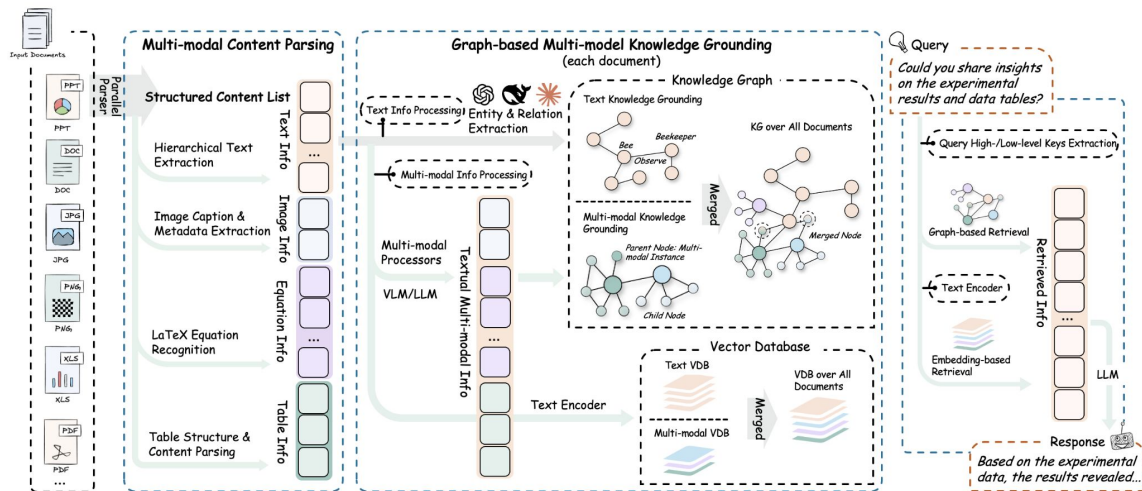 Input Documents
PPT
PPT
DOC
DOC
JPG
JPG
PNG
PNG
XLS
XLS
PDF
PDF
...
Parallel
Parser
Multi-modal Content Parsing
Structured Content List
Hierarchical Text
Extraction
Image Caption &
Metadata Extraction
LaTeX Equation
Recognition
Table Structure &
Content Parsing
Text Info
Image Info
Equation Info
Table Info
...
...
Graph-based Multi-model Knowledge Grounding
(each document)
Text Info Processing
Entity & Relation
Extraction
Multi-modal Info Processing
Multi-modal
Processors
VLM/LLM
Textual Multi-modal Info
...
Text Encoder
Knowledge Graph
Text Knowledge Grounding
Beekeeper
Bee
Observe
Multi-modal Knowledge
Grounding
Parent Node: Multi-
modal Instance
Child Node
Merged
KG over All Documents
Merged Node
Vector Database
Text VDB
Multi-modal VDB
Merged
VDB over All
Documents
Query
Could you share insights
on the experimental
results and data tables?
Query High-/Low-level Keys Extraction
Graph-based Retrieval
Text Encoder
Embedding-based
Retrieval
Retrieved Info
...
LLM
Response
Based on the experimental
data, the results revealed...